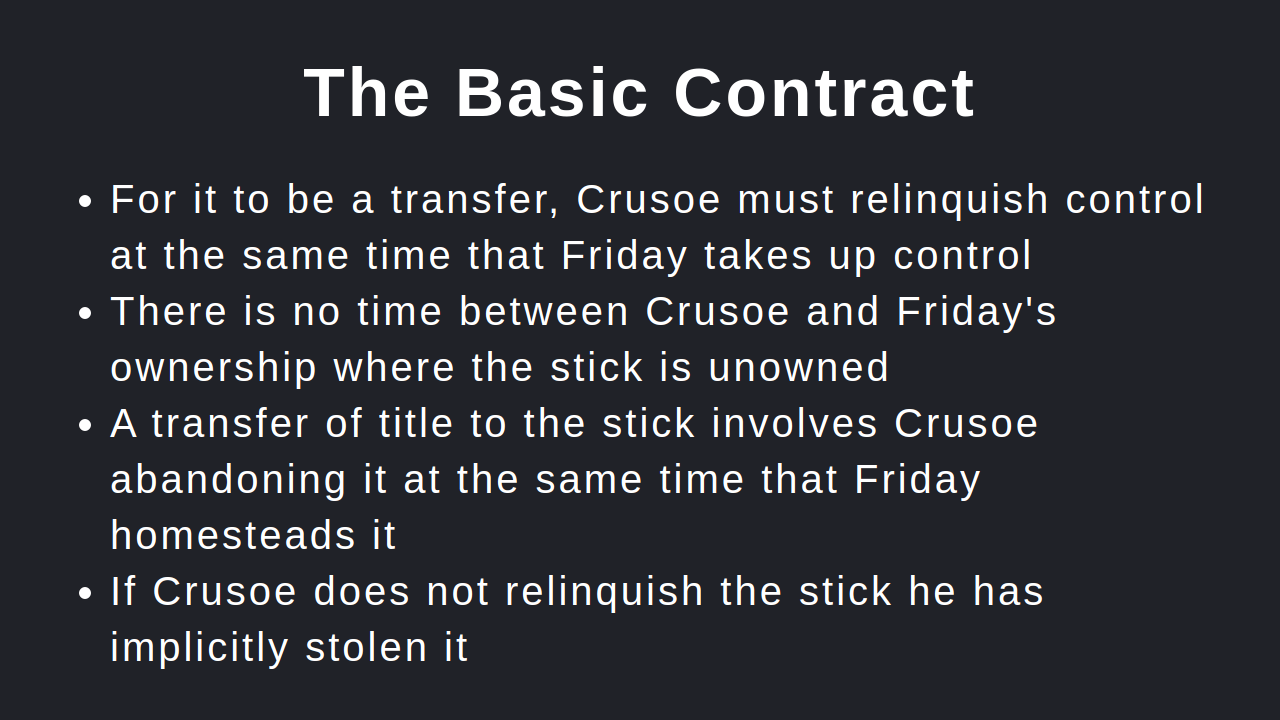 The Basic Contract
• For it to be a transfer, Crusoe must relinquish control
at the same time that Friday takes up control
• There is no time between Crusoe and Friday's
ownership where the stick is unowned
• A transfer of title to the stick involves Crusoe
abandoning it at the same time that Friday
homesteads it
• If Crusoe does not relinquish the stick he has
implicitly stolen it